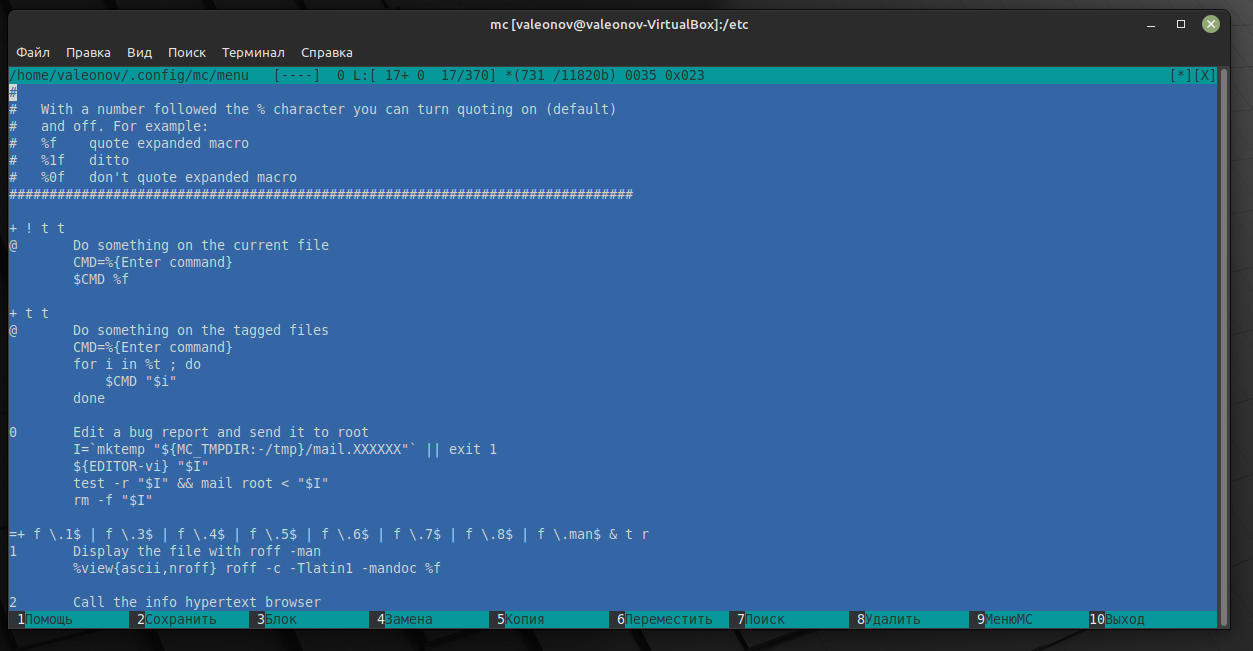 mc [valeonov@valeonov-VirtualBox]:/etc
Файл Правка Вид Поиск Терминал Справка
/home/valeonov/.config/mc/menu   [----]  0 L:[ 17+ 0  17/370] *(731 /11820b) 0035 0x023 [*][X]
#
#   With a number followed the % character you can turn quoting on (default)
#   and off. For example:
#   %f    quote expanded macro
#   %1f   ditto
#   %0f   don't quote expanded macro
##############################################################################
+ ! t t
@       Do something on the current file
        CMD=%{Enter command}
        $CMD %f
+ t t
@       Do something on the tagged files
        CMD=%{Enter command}
        for i in %t ; do
            $CMD "$i"
        done
0       Edit a bug report and send it to root
        I=`mktemp "${MC_TMPDIR:-/tmp}/mail.XXXXXX"` || exit 1
        ${EDITOR-vi} "$I"
        test -r "$I" && mail root < "$I"
        rm -f "$I"
=+ f \.1$ | f \.3$ | f \.4$ | f \.5$ | f \.6$ | f \.7$ | f \.8$ | f \.man$ & t r
1       Display the file with roff -man
        %view{ascii,nroff} roff -c -Tlatin1 -mandoc %f
2       Call the info hypertext browser
1Помощь 2Сохранить 3Блок 4Замена 5Копия 6Переместить 7Поиск 8Удалить 9МенюMC 10Выход